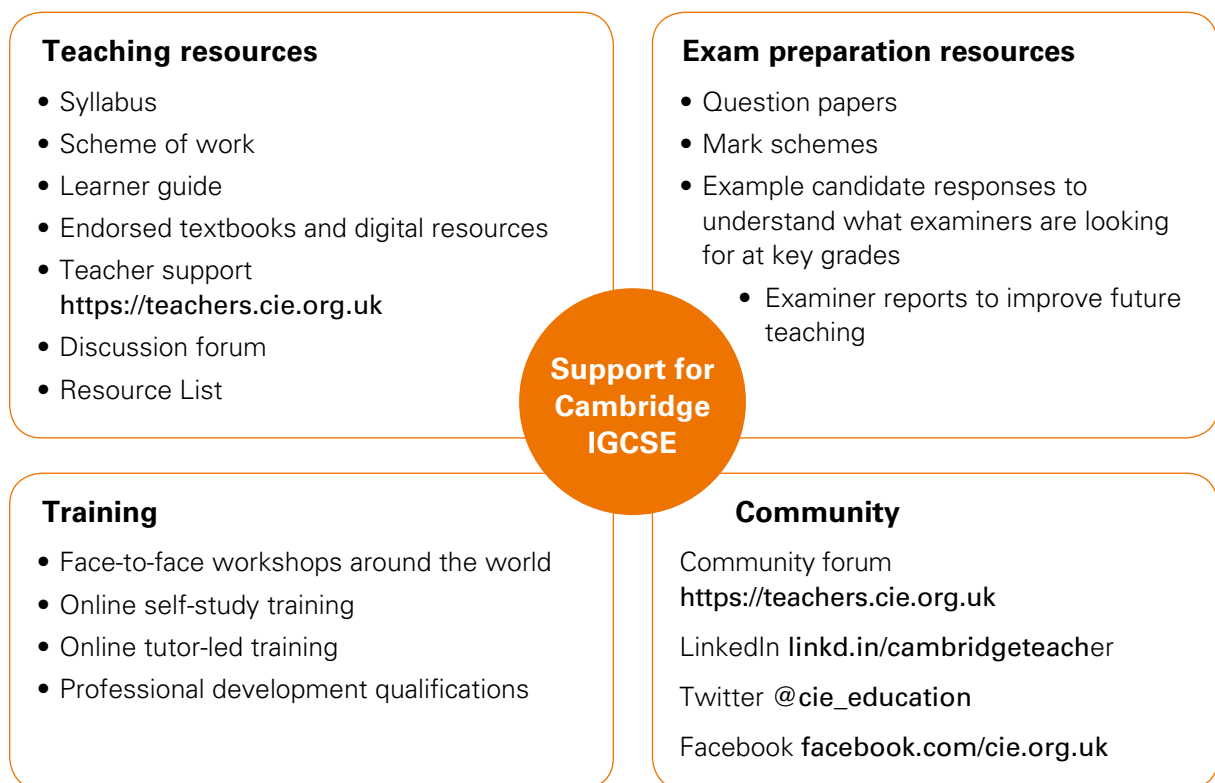 Teaching resources
• Syllabus
• Scheme of work
• Learner guide
• Endorsed textbooks and digital resources
• Teacher support
https://teachers.cie.org.uk
• Discussion forum
• Resource List
Exam preparation resources
• Question papers
• Mark schemes
• Example candidate responses to
understand what examiners are looking
for at key grades
• Examiner reports to improve future
teaching
Support for
Cambridge
IGCSE
Training
• Face-to-face workshops around the world
• Online self-study training
• Online tutor-led training
• Professional development qualifications
Community
Community forum
https://teachers.cie.org.uk
LinkedIn linkd.in/cambridgeteacher
Twitter @cie_education
Facebook facebook.com/cie.org.uk